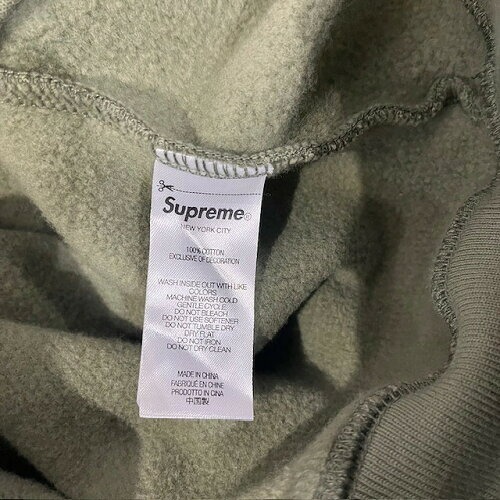 Supreme®
NEW YORK CITY
100% COTTON
EXCLUSIVE OF DECORATION
WASH INSIDE OUT WITH LIKE
COLORS
MACHINE WASH COLD
GENTLE CYCLE
DO NOT BLEACH
DO NOT USE SOFTENER
DO NOT TUMBLE DRY
DRY FLAT
DO NOT IRON
DO NOT DRY CLEAN
MADE IN CHINA
FABRIQUÉ EN CHINE
PRODOTTO IN CINA
中国製